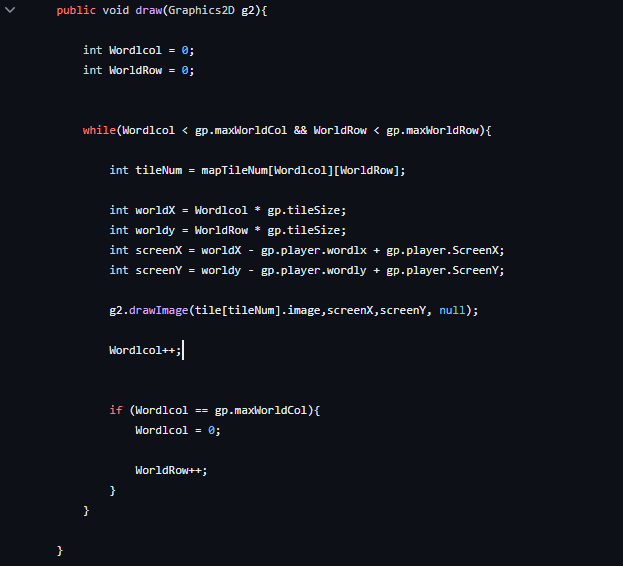 public void draw(Graphics2D g2){
int Wordlcol = 0;
int WorldRow = 0;
while(Wordlcol < gp.maxWorldCol && WorldRow < gp.maxWorldRow){
int tileNum = mapTileNum[Wordlcol][WorldRow];
int worldX = Wordlcol * gp.tileSize;
int worldy = WorldRow * gp.tileSize;
int screenX = worldX - gp.player.wordlx + gp.player.ScreenX;
int screenY = worldy - gp.player.wordly + gp.player.ScreenY;
g2.drawImage(tile[tileNum].image,screenX,screenY, null);
Wordlcol++;
if (Wordlcol == gp.maxWorldCol){
Wordlcol = 0;
WorldRow++;
}
}
}